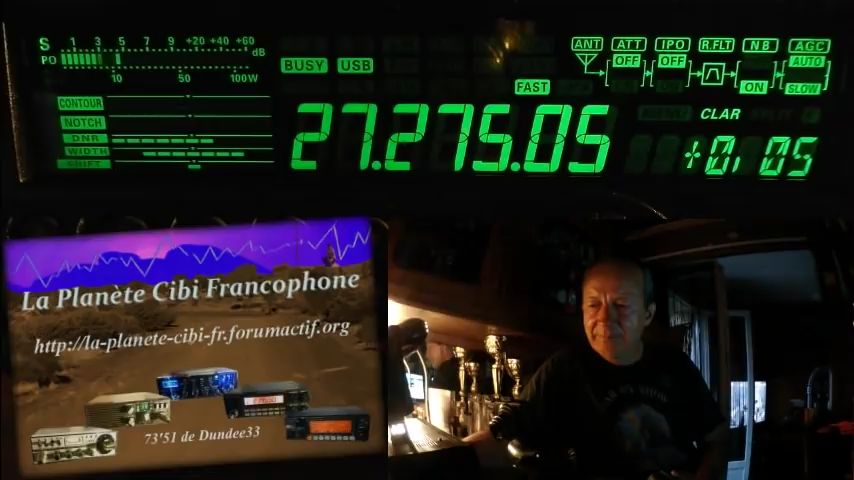 S 1 3 5 7 9 +20 +40 +60 dB
PO 10 50 100W
BUSY USB
ANT ATT IPO R.FLT NB AGC
OFF OFF AUTO
ON SLOW
FAST
CONTOUR
NOTCH
DNR
WIDTH
SHIFT
27.275.05
CLAR
+0,05
La Planète Cibi Francophone
http://la-planete-cibi-fr.forumactif.org
73'51 de Dundee33